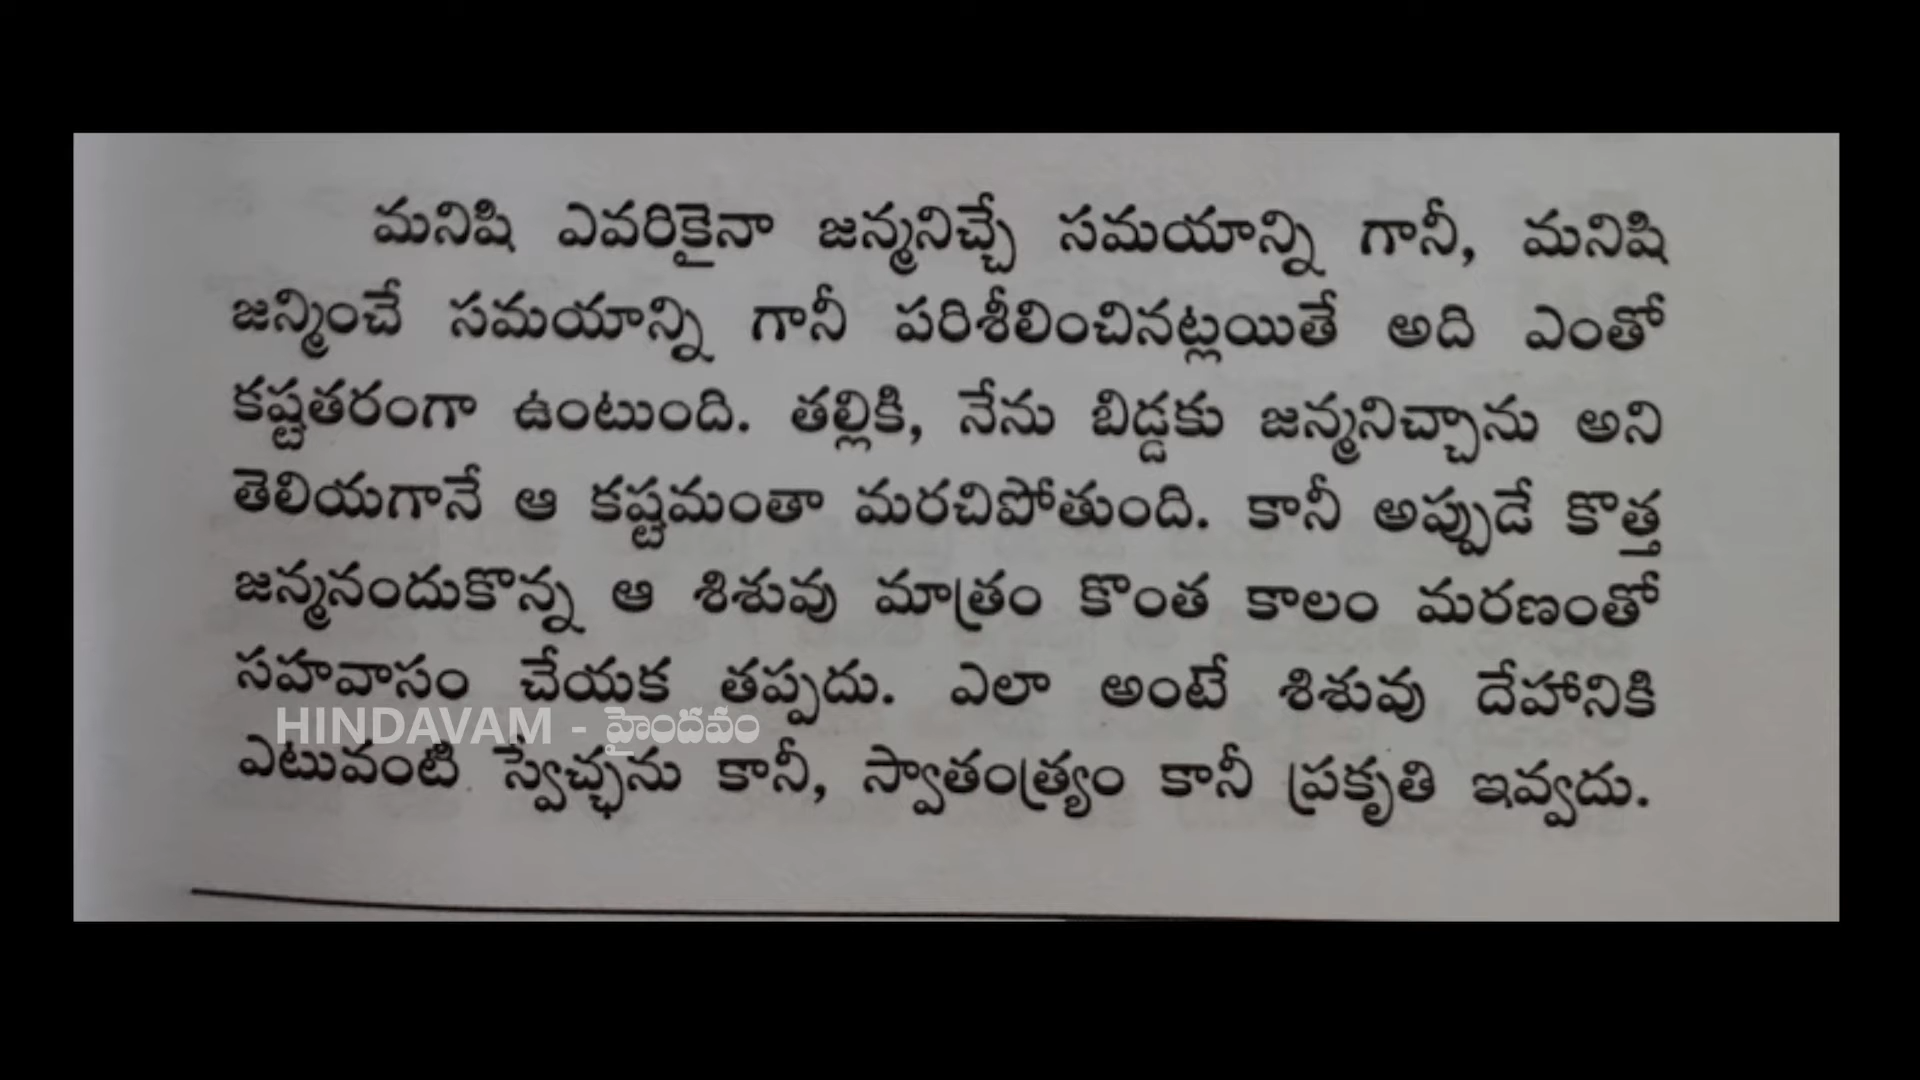 మనిషి ఎవరికైనా జన్మనిచ్చే సమయాన్ని గానీ, మనిషి
జన్మించే సమయాన్ని గానీ పరిశీలించినట్లయితే అది ఎంతో
కష్టతరంగా ఉంటుంది. తల్లికి, నేను బిడ్డకు జన్మనిచ్చాను అని
తెలియగానే ఆ కష్టమంతా మరచిపోతుంది. కానీ అప్పుడే కొత్త
జన్మనందుకొన్న ఆ శిశువు మాత్రం కొంత కాలం మరణంతో
సహవాసం చేయక తప్పదు. ఎలా అంటే శిశువు దేహానికి
HINDAVAM - హైందవం
ఎటువంటి స్వేచ్ఛను కానీ, స్వాతంత్ర్యం కానీ ప్రకృతి ఇవ్వదు.